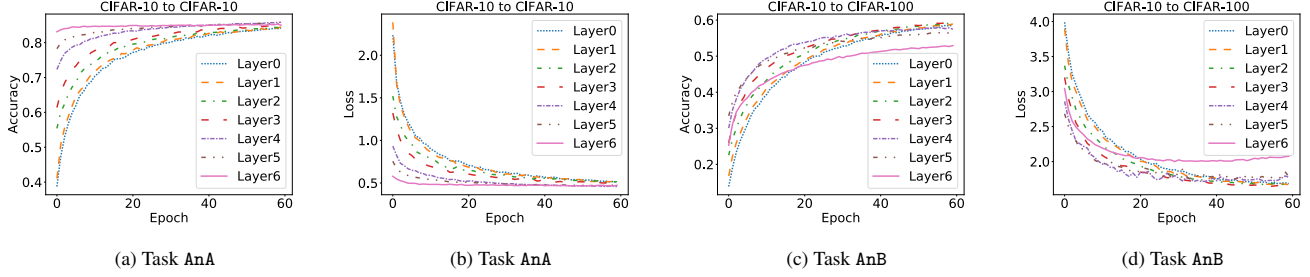 CIFAR-10 to CIFAR-10
Accuracy
0.8
0.7
0.6
0.5
0.4
Layer0
Layer1
Layer2
Layer3
Layer4
Layer5
Layer6
0 20 40 60
Epoch
(a) Task AnA
CIFAR-10 to CIFAR-10
Loss
2.0
1.5
1.0
0.5
Layer0
Layer1
Layer2
Layer3
Layer4
Layer5
Layer6
0 20 40 60
Epoch
(b) Task AnA
CIFAR-10 to CIFAR-100
Accuracy
0.6
0.5
0.4
0.3
0.2
Layer0
Layer1
Layer2
Layer3
Layer4
Layer5
Layer6
0 20 40 60
Epoch
(c) Task AnB
CIFAR-10 to CIFAR-100
Loss
4.0
3.5
3.0
2.5
2.0
Layer0
Layer1
Layer2
Layer3
Layer4
Layer5
Layer6
0 20 40 60
Epoch
(d) Task AnB